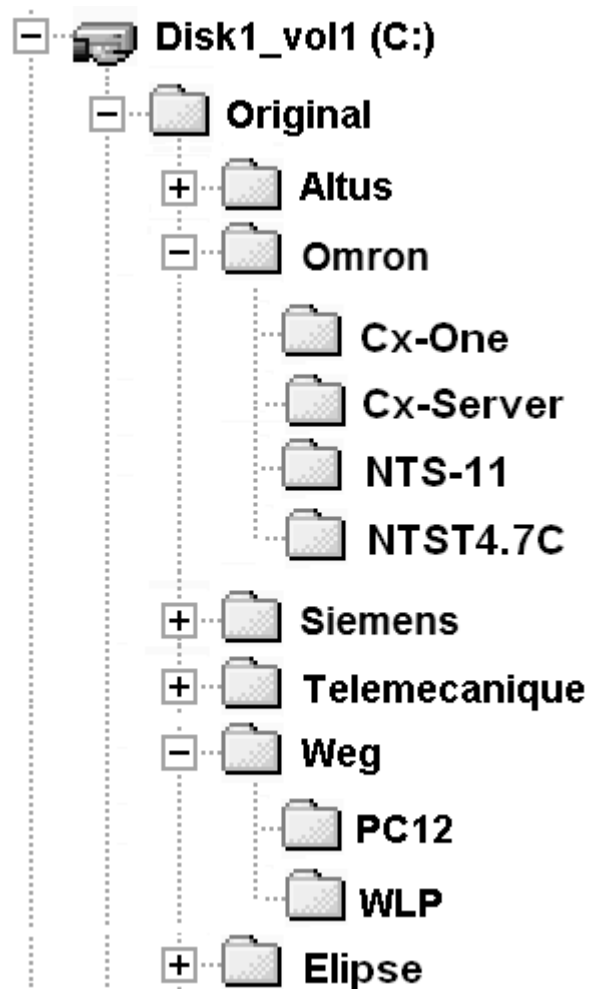 Disk1_vol1 (C:)
Original
Altus
Omron
Cx-One
Cx-Server
NTS-11
NTST4.7C
Siemens
Telemecanique
Weg
PC12
WLP
Elipse